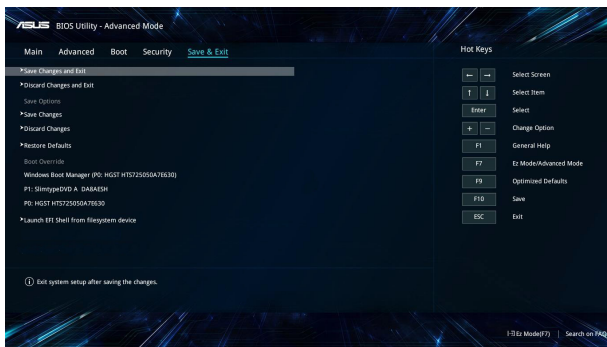 ASUS BIOS Utility - Advanced Mode
Main Advanced Boot Security Save & Exit
Save Changes and Exit
Discard Changes and Exit
Save Options
Save Changes
Discard Changes
Restore Defaults
Boot Override
Windows Boot Manager (P0: HGST HTS725050A7E630)
P1: SlimtypeDVD A DA8AESH
P0: HGST HTS725050A7E630
Launch EFI Shell from filesystem device
Exit system setup after saving the changes.
Hot Keys
← → Select Screen
↑ ↓ Select Item
Enter Select
+ − Change Option
F1 General Help
F7 Ez Mode/Advanced Mode
F9 Optimized Defaults
F10 Save
ESC Exit
Ez Mode(F7) | Search on FAQ